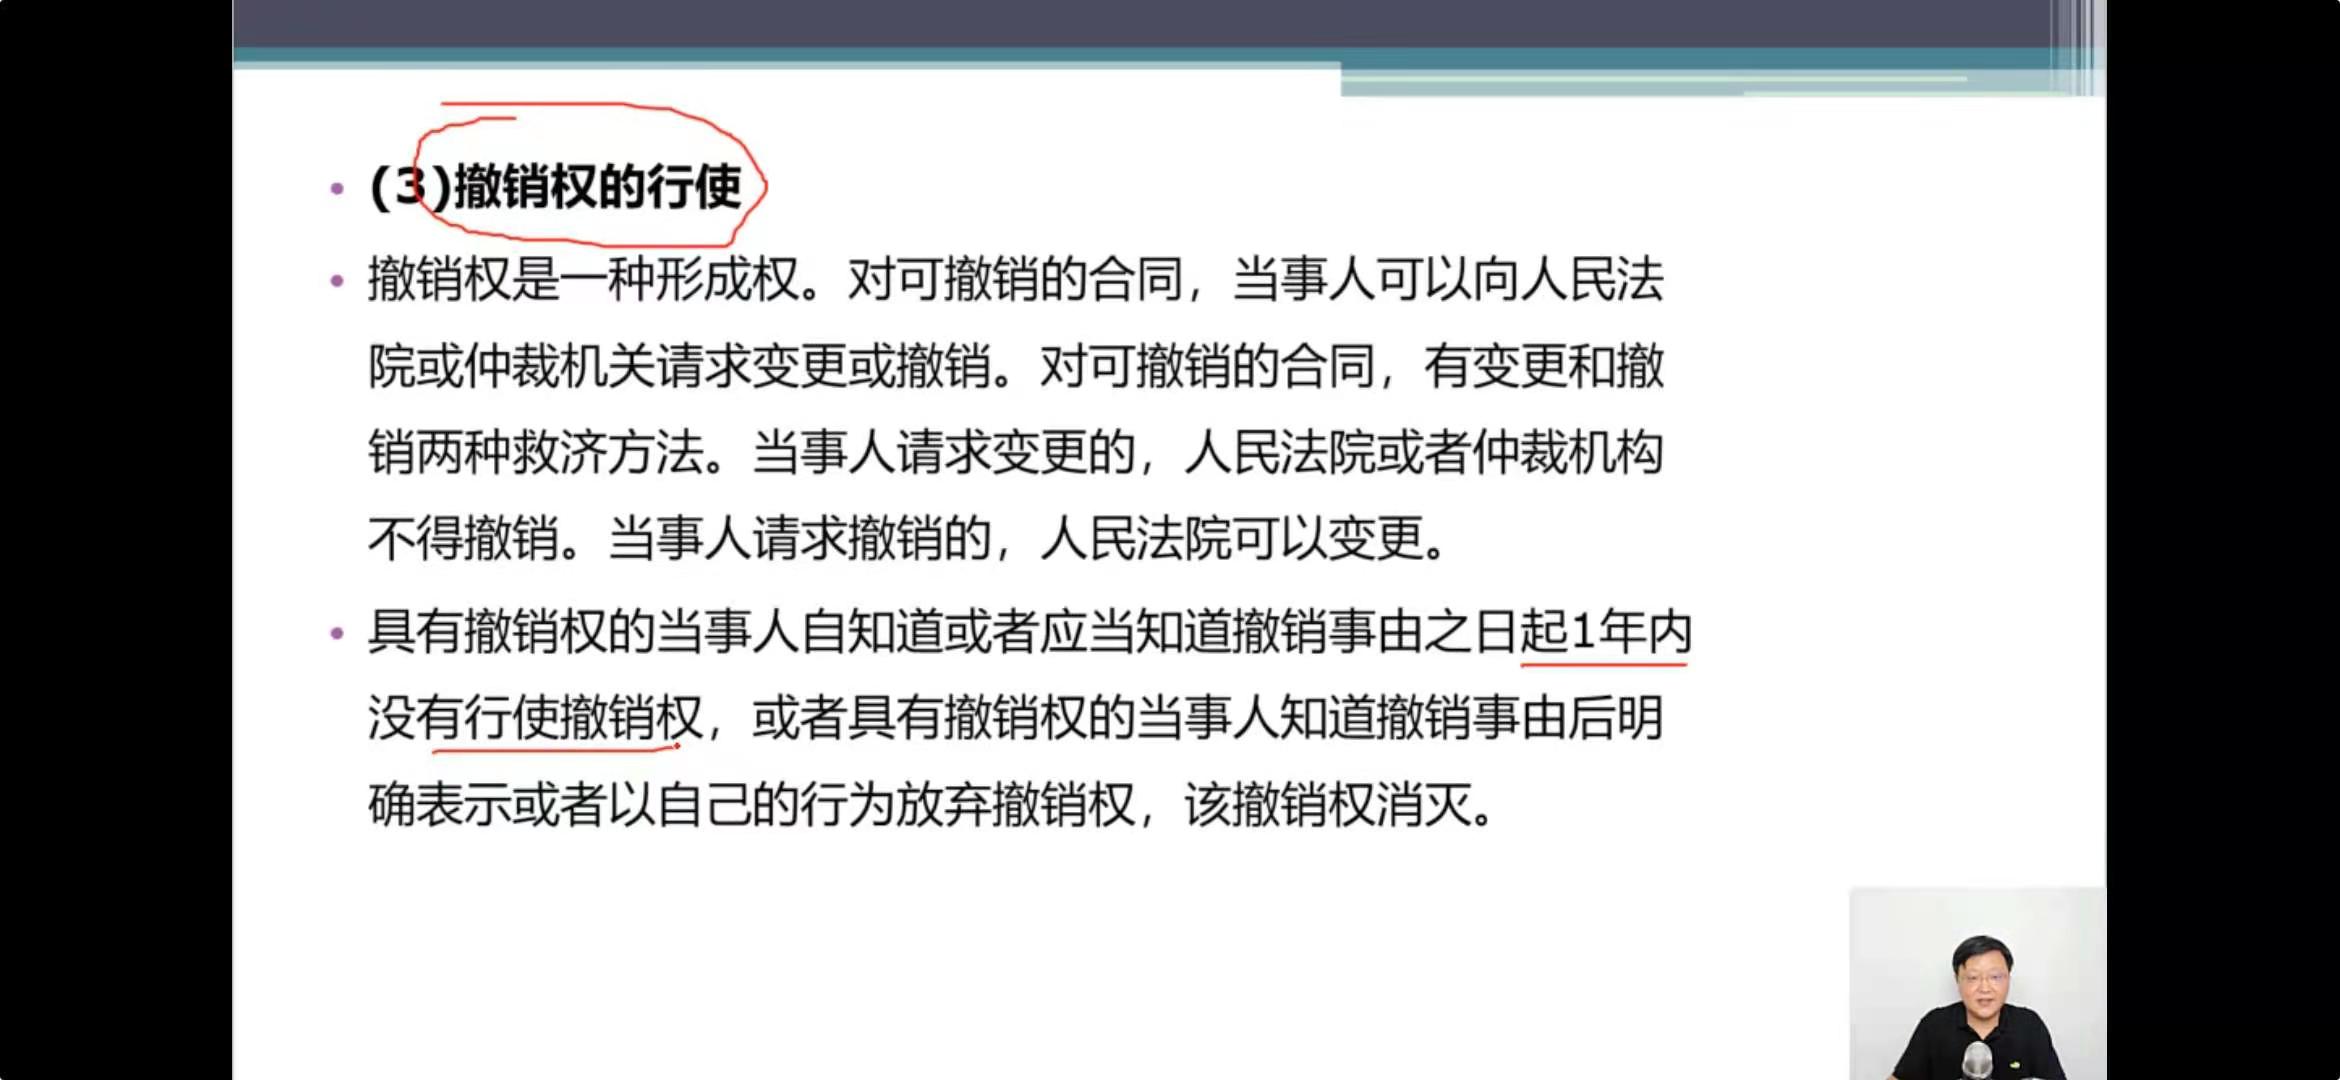 (3)撤销权的行使
撤销权是一种形成权。对可撤销的合同，当事人可以向人民法
院或仲裁机关请求变更或撤销。对可撤销的合同，有变更和撤
销两种救济方法。当事人请求变更的，人民法院或者仲裁机构
不得撤销。当事人请求撤销的，人民法院可以变更。
具有撤销权的当事人自知道或者应当知道撤销事由之日起1年内
没有行使撤销权，或者具有撤销权的当事人知道撤销事由后明
确表示或者以自己的行为放弃撤销权，该撤销权消灭。